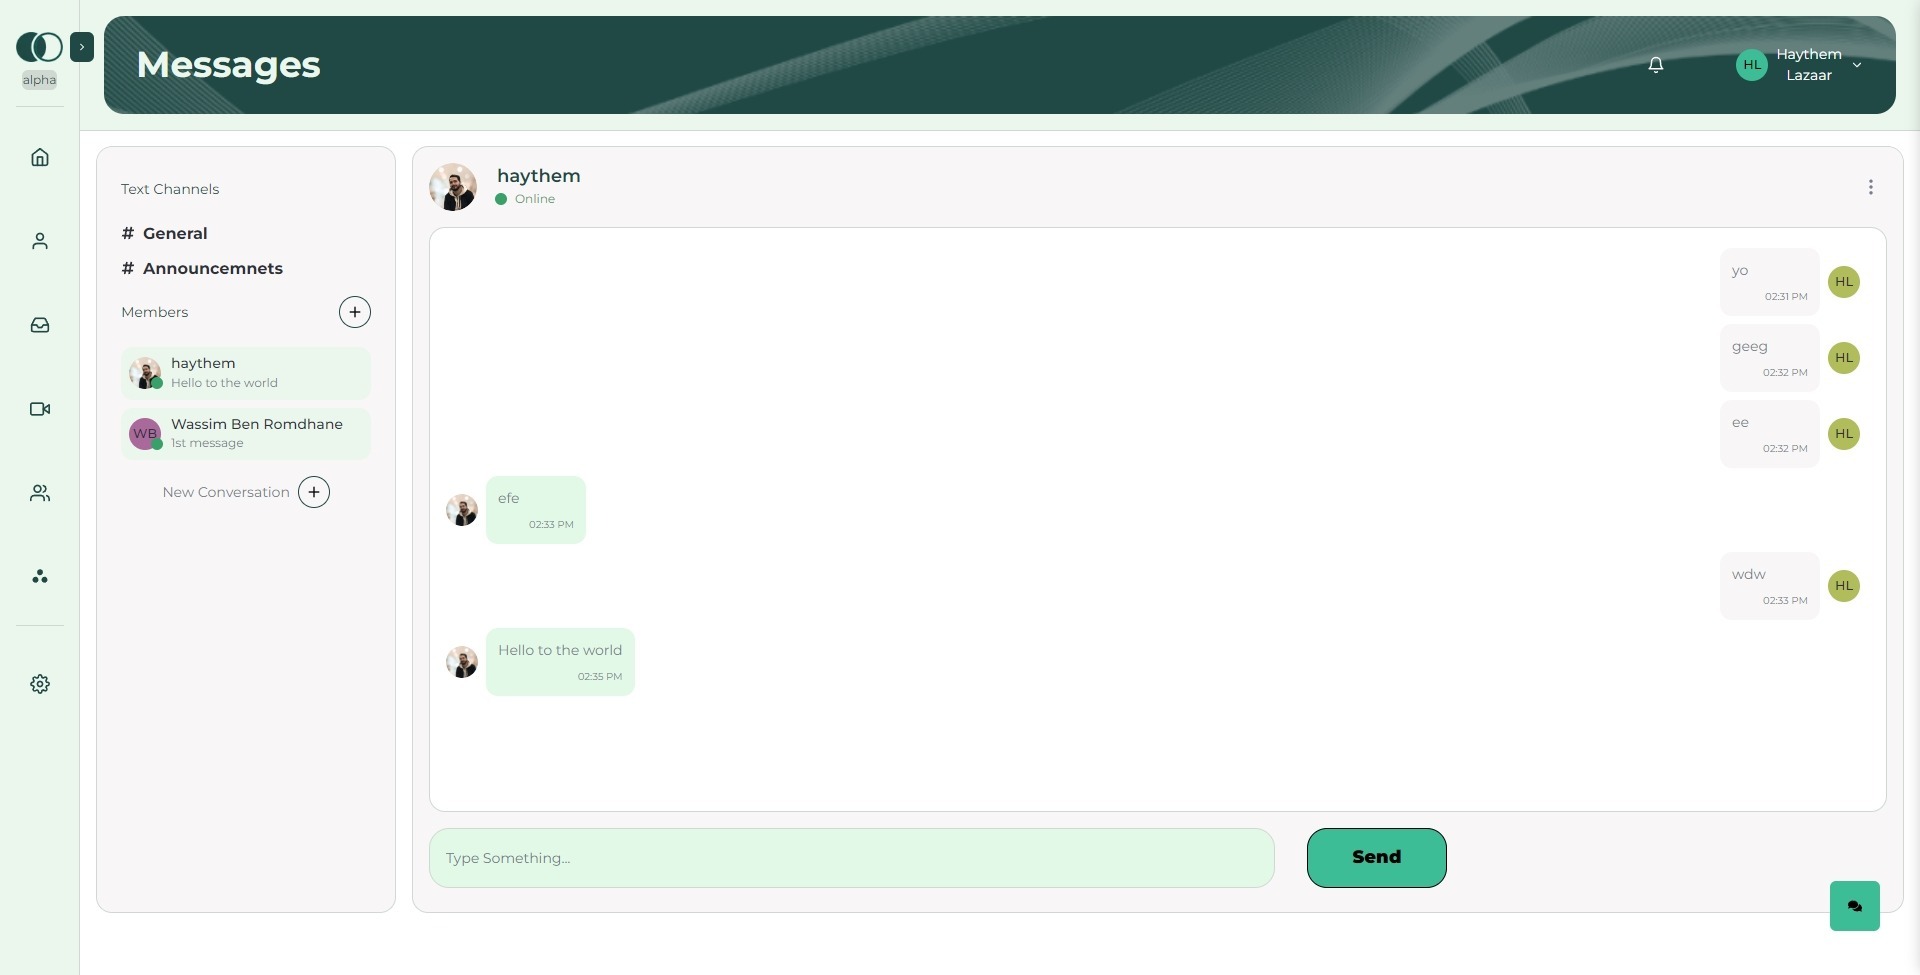 alpha
Messages
HL
Haythem
Lazaar
Text Channels
# General
# Announcemnets
Members
haythem
Hello to the world
WB
Wassim Ben Romdhane
1st message
New Conversation
haythem
Online
yo
02:31 PM
HL
geeg
02:32 PM
HL
ee
02:32 PM
HL
efe
02:33 PM
wdw
02:33 PM
HL
Hello to the world
02:35 PM
Type Something...
Send